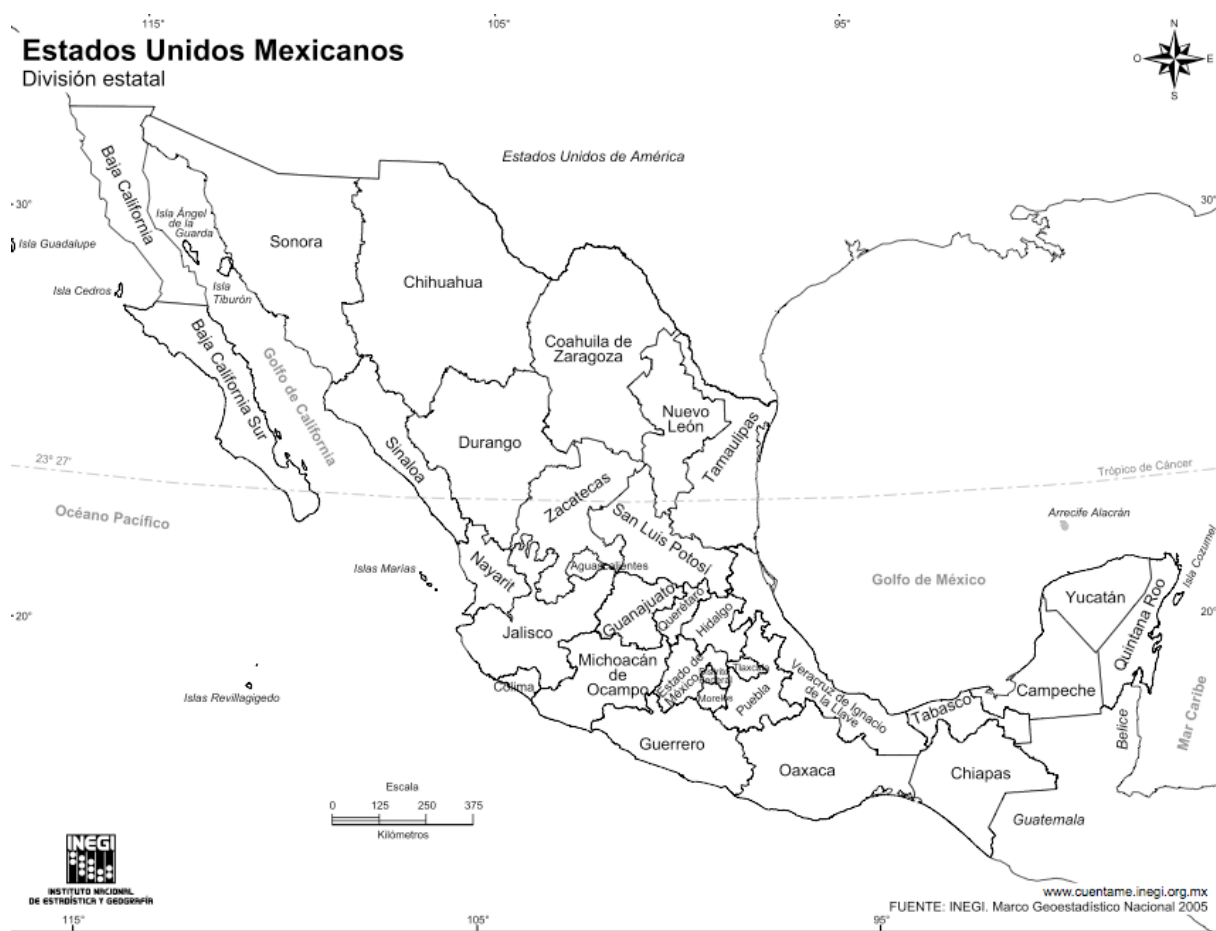 115°
105°
95°
Estados Unidos Mexicanos
División estatal
N
O
E
S
Estados Unidos de América
Baja California
30°
30°
Isla Ángel
de la
Guarda
Isla Guadalupe
Sonora
Isla Cedros
Isla
Tiburón
Chihuahua
Coahuila de
Zaragoza
Baja California Sur
Golfo de California
Nuevo
León
Tamaulipas
Durango
Sinaloa
23° 27'
Trópico de Cáncer
Zacatecas
Océano Pacífico
San Luis Potosí
Arrecife Alacrán
Isla Cozumel
Islas Marías
Nayarit
Aguascalientes
Golfo de México
Yucatán
Quintana Roo
20°
20°
Guanajuato
Querétaro
Hidalgo
Jalisco
Michoacán
de
Ocampo
Estado de
México
Distrito
Federal
Tlaxcala
Morelos
Puebla
Veracruz de Ignacio
de la Llave
Colima
Islas Revillagigedo
Campeche
Tabasco
Belice
Mar Caribe
Guerrero
Oaxaca
Chiapas
Guatemala
Escala
0 125 250 375
Kilómetros
INEGI
INSTITUTO NACIONAL
DE ESTADÍSTICA Y GEOGRAFÍA
www.cuentame.inegi.org.mx
FUENTE: INEGI. Marco Geoestadístico Nacional 2005
115°
105°
95°